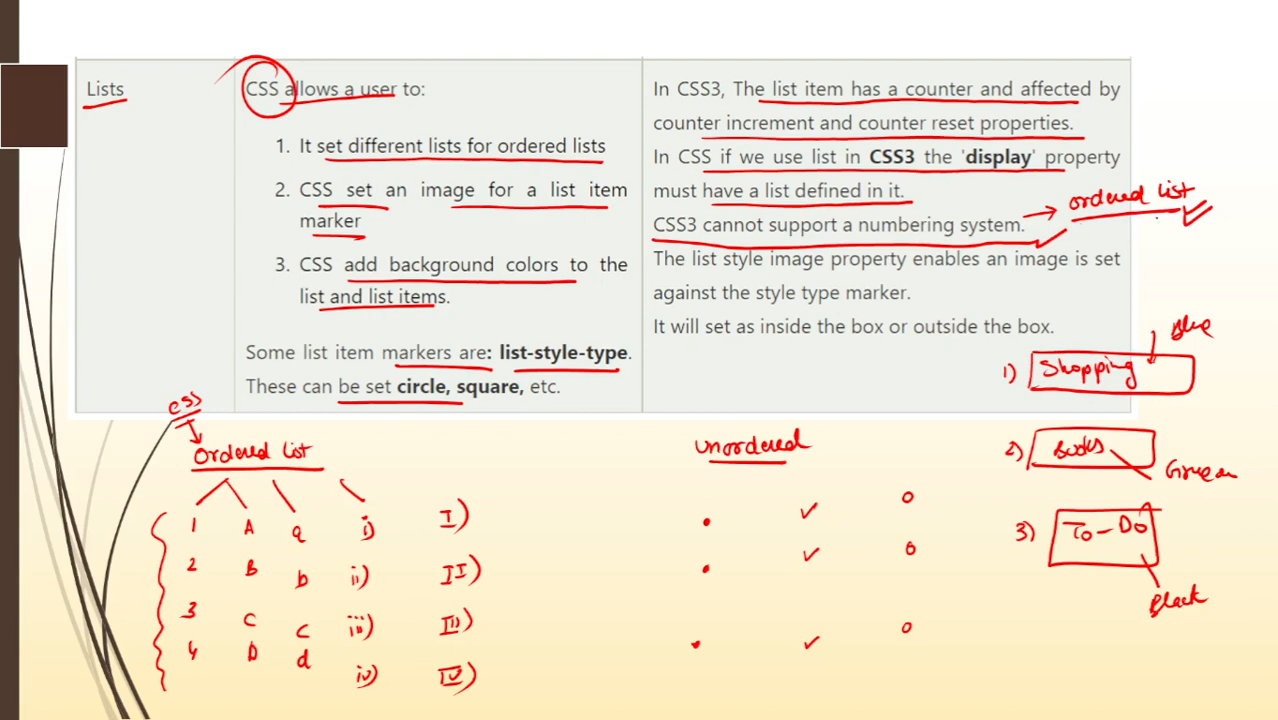 Lists
CSS allows a user to:
1. It set different lists for ordered lists
2. CSS set an image for a list item
marker
3. CSS add background colors to the
list and list items.
Some list item markers are: list-style-type.
These can be set circle, square, etc.
In CSS3, The list item has a counter and affected by
counter increment and counter reset properties.
In CSS if we use list in CSS3 the 'display' property
must have a list defined in it.
CSS3 cannot support a numbering system.
The list style image property enables an image is set
against the style type marker.
It will set as inside the box or outside the box.
ordered list
Blue
1) Shopping
2) Books
Green
3) To-Do
Black
css
Ordered list
1 A a i) I)
2 B b ii) II)
3 C c iii) III)
4 D d iv) IV)
unordered